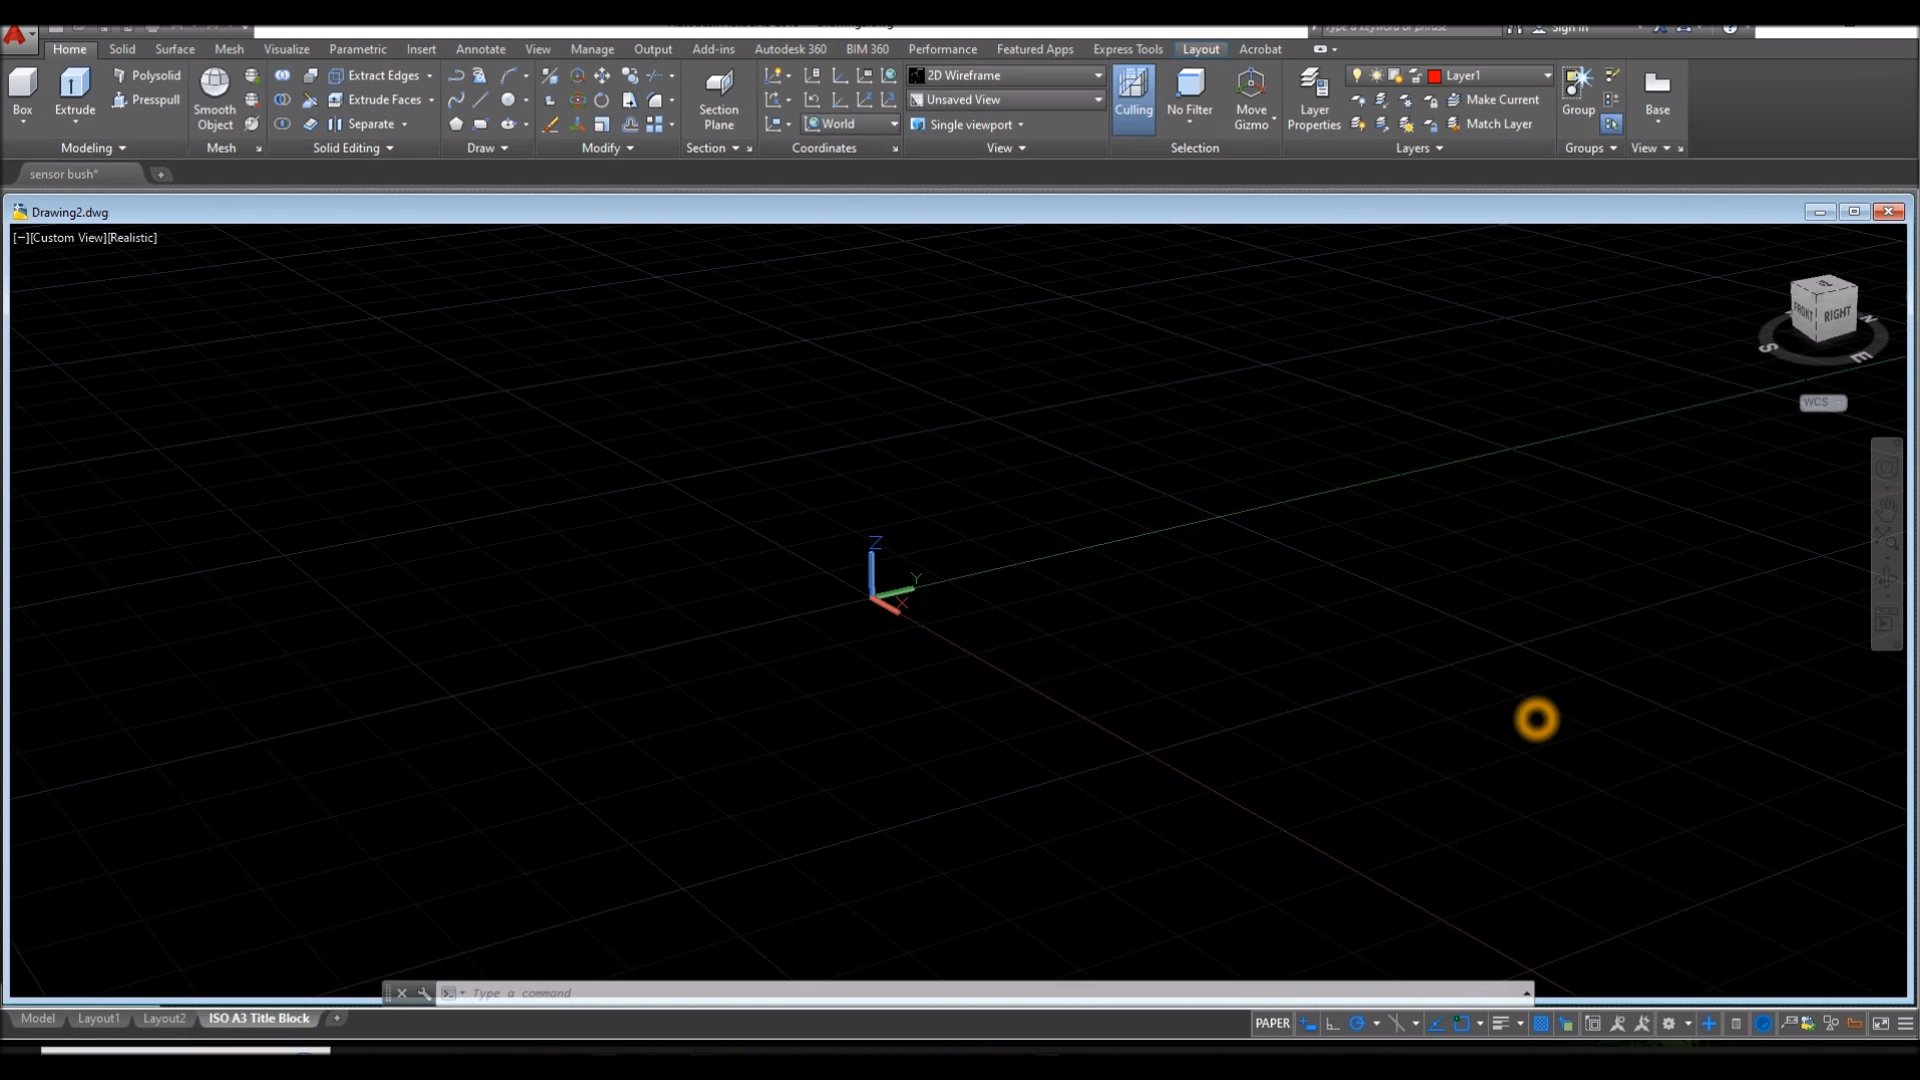 Type a keyword or phrase
Sign In
Home Solid Surface Mesh Visualize Parametric Insert Annotate View Manage Output Add-ins Autodesk 360 BIM 360 Performance Featured Apps Express Tools Layout Acrobat
Polysolid Extract Edges 2D Wireframe Layer1
Box Extrude Presspull Smooth Object Extrude Faces Section Plane Unsaved View Culling No Filter Move Gizmo Layer Properties Make Current Group Base
Separate World Single viewport Match Layer
Modeling Mesh Solid Editing Draw Modify Section Coordinates View Selection Layers Groups View
sensor bush*
Drawing2.dwg
[−][Custom View][Realistic]
FRONT RIGHT
N
S E
WCS
Z
Y
X
Type a command
Model Layout1 Layout2 ISO A3 Title Block
PAPER